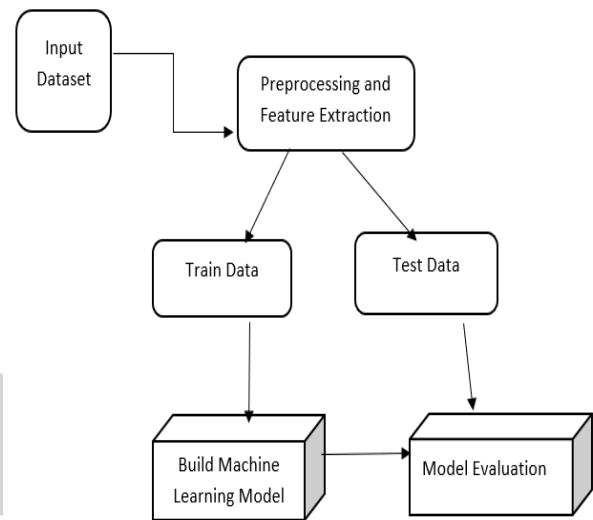 Input
Dataset
Preprocessing and
Feature Extraction
Train Data
Test Data
Build Machine
Learning Model
Model Evaluation